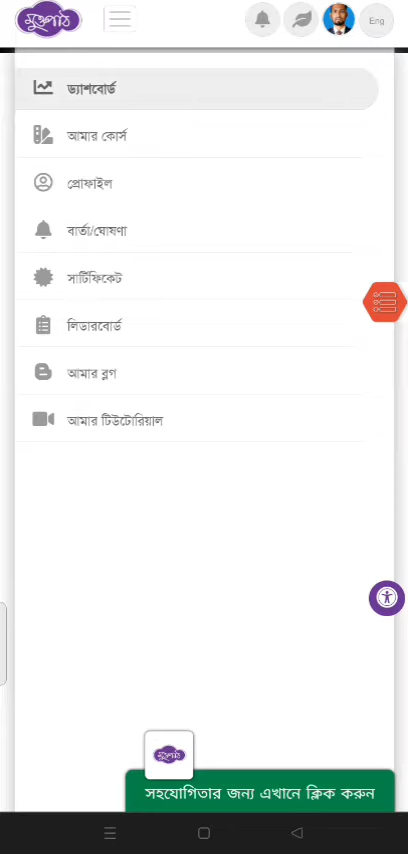 মুক্তপাঠ
Eng
ড্যাশবোর্ড
আমার কোর্স
প্রোফাইল
বার্তা/ঘোষণা
সার্টিফিকেট
লিডারবোর্ড
আমার ব্লগ
আমার টিউটোরিয়াল
মুক্তপাঠ
সহযোগিতার জন্য এখানে ক্লিক করুন